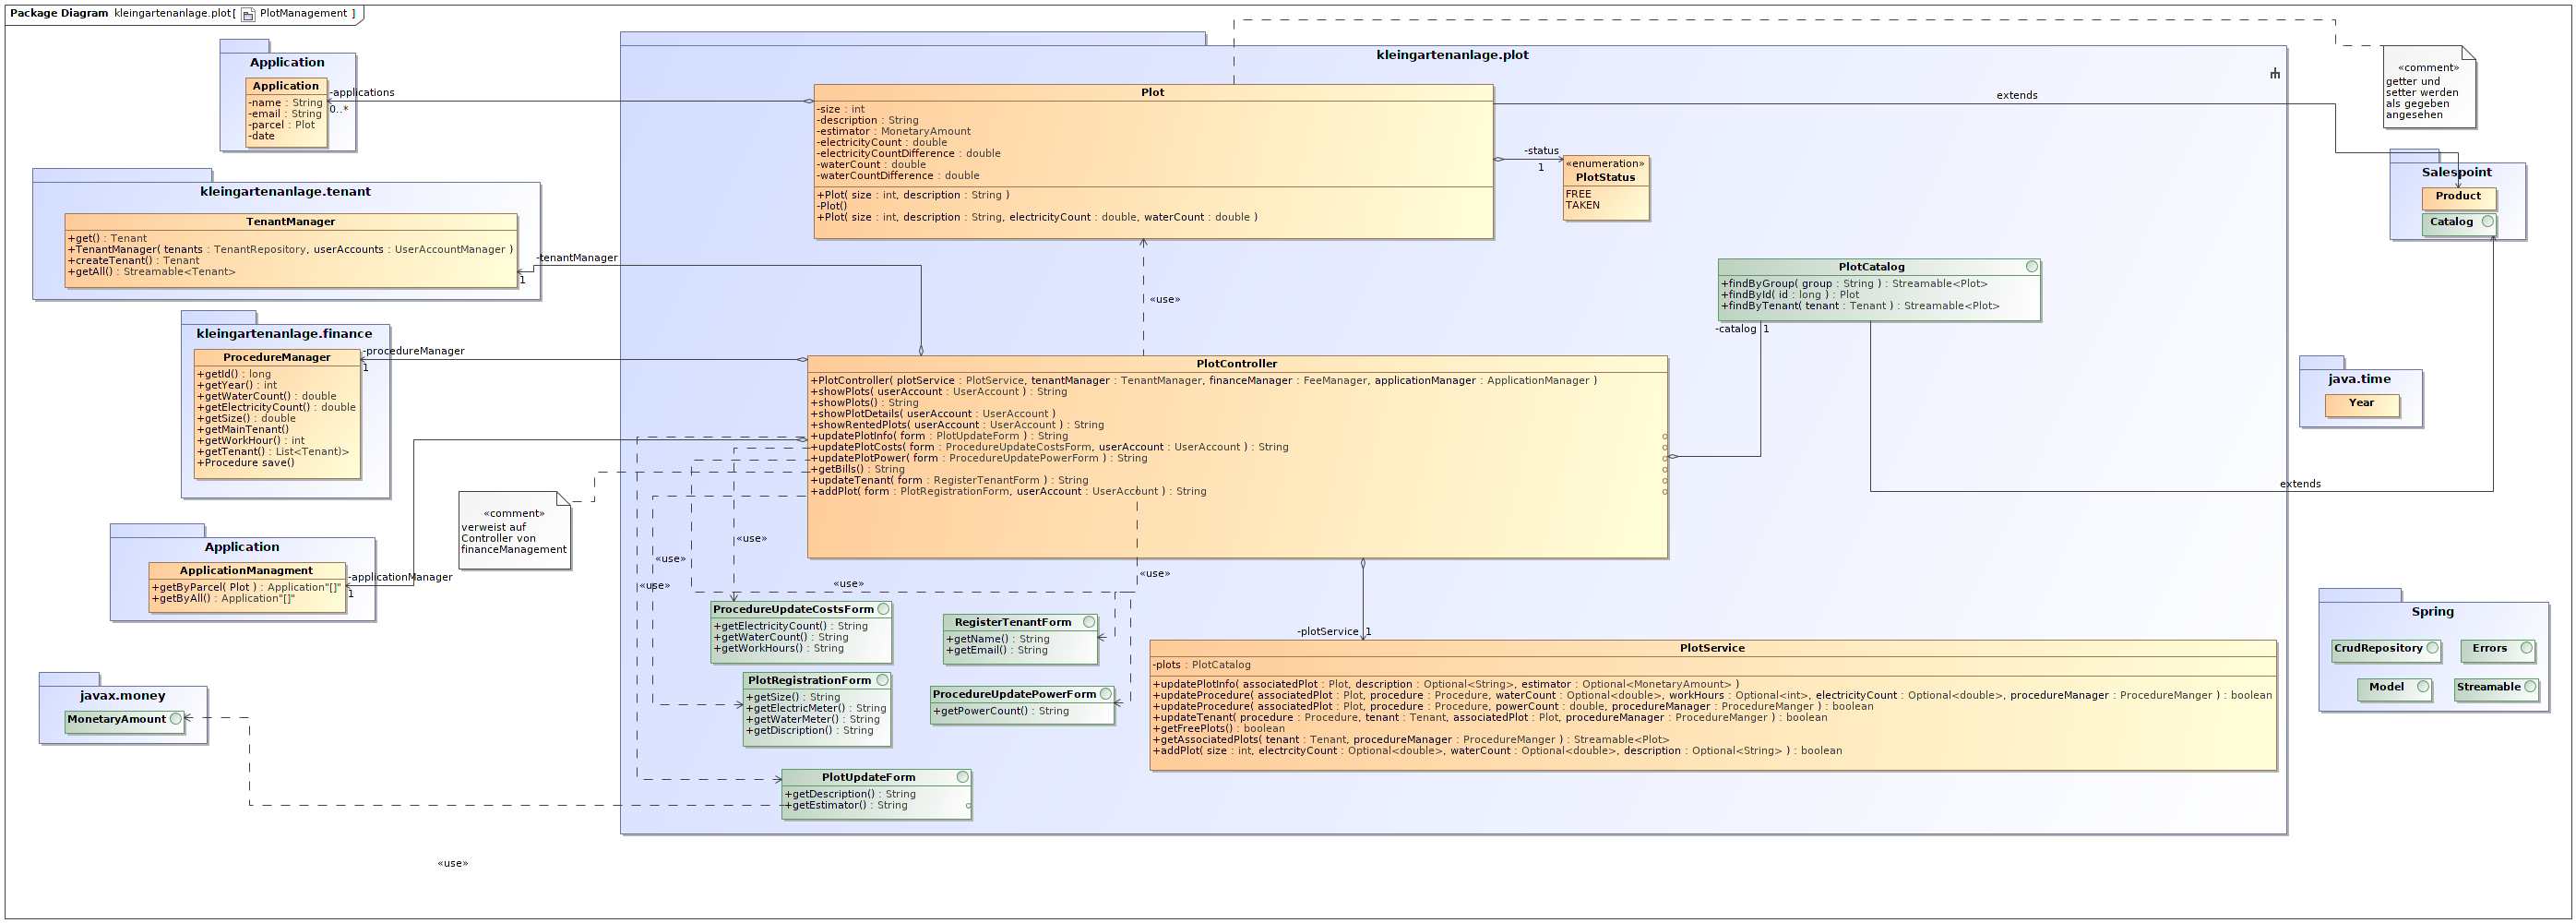 Package Diagram kleingartenanlage.plot[ PlotManagement ]
Application
Application
-name : String
-email : String
-parcel : Plot
-date
-applications
0..*
kleingartenanlage.tenant
TenantManager
+get() : Tenant
+TenantManager( tenants : TenantRepository, userAccounts : UserAccountManager )
+createTenant() : Tenant
+getAll() : Streamable<Tenant>
-tenantManager
1
kleingartenanlage.finance
ProcedureManager
+getId() : long
+getYear() : int
+getWaterCount() : double
+getElectricityCount() : double
+getSize() : double
+getMainTenant()
+getWorkHour() : int
+getTenant() : List<Tenant)>
+Procedure save()
-procedureManager
1
«comment»
verweist auf
Controller von
financeManagement
Application
ApplicationManagment
+getByParcel( Plot ) : Application"[]"
+getByAll() : Application"[]"
-applicationManager
1
javax.money
MonetaryAmount
«use»
kleingartenanlage.plot
Plot
-size : int
-description : String
-estimator : MonetaryAmount
-electricityCount : double
-electricityCountDifference : double
-waterCount : double
-waterCountDifference : double
+Plot( size : int, description : String )
-Plot()
+Plot( size : int, description : String, electricityCount : double, waterCount : double )
-status
1
«enumeration»
PlotStatus
FREE
TAKEN
extends
«use»
PlotCatalog
+findByGroup( group : String ) : Streamable<Plot>
+findById( id : long ) : Plot
+findByTenant( tenant : Tenant ) : Streamable<Plot>
-catalog
1
PlotController
+PlotController( plotService : PlotService, tenantManager : TenantManager, financeManager : FeeManager, applicationManager : ApplicationManager )
+showPlots( userAccount : UserAccount ) : String
+showPlots() : String
+showPlotDetails( userAccount : UserAccount )
+showRentedPlots( userAccount : UserAccount ) : String
+updatePlotInfo( form : PlotUpdateForm ) : String
+updatePlotCosts( form : ProcedureUpdateCostsForm, userAccount : UserAccount ) : String
+updatePlotPower( form : ProcedureUpdatePowerForm ) : String
+getBills() : String
+updateTenant( form : RegisterTenantForm ) : String
+addPlot( form : PlotRegistrationForm, userAccount : UserAccount ) : String
extends
«use»
«use»
«use»
«use»
«use»
ProcedureUpdateCostsForm
+getElectricityCount() : String
+getWaterCount() : String
+getWorkHours() : String
RegisterTenantForm
+getName() : String
+getEmail() : String
PlotRegistrationForm
+getSize() : String
+getElectricMeter() : String
+getWaterMeter() : String
+getDiscription() : String
ProcedureUpdatePowerForm
+getPowerCount() : String
PlotUpdateForm
+getDescription() : String
+getEstimator() : String
-plotService
1
PlotService
-plots : PlotCatalog
+updatePlotInfo( associatedPlot : Plot, description : Optional<String>, estimator : Optional<MonetaryAmount> )
+updateProcedure( associatedPlot : Plot, procedure : Procedure, waterCount : Optional<double>, workHours : Optional<int>, electricityCount : Optional<double>, procedureManager : ProcedureManger ) : boolean
+updateProcedure( associatedPlot : Plot, procedure : Procedure, powerCount : double, procedureManager : ProcedureManger ) : boolean
+updateTenant( procedure : Procedure, tenant : Tenant, associatedPlot : Plot, procedureManager : ProcedureManger ) : boolean
+getFreePlots() : boolean
+getAssociatedPlots( tenant : Tenant, procedureManager : ProcedureManger ) : Streamable<Plot>
+addPlot( size : int, electrcityCount : Optional<double>, waterCount : Optional<double>, description : Optional<String> ) : boolean
«comment»
getter und
setter werden
als gegeben
angesehen
Salespoint
Product
Catalog
java.time
Year
Spring
CrudRepository
Errors
Model
Streamable